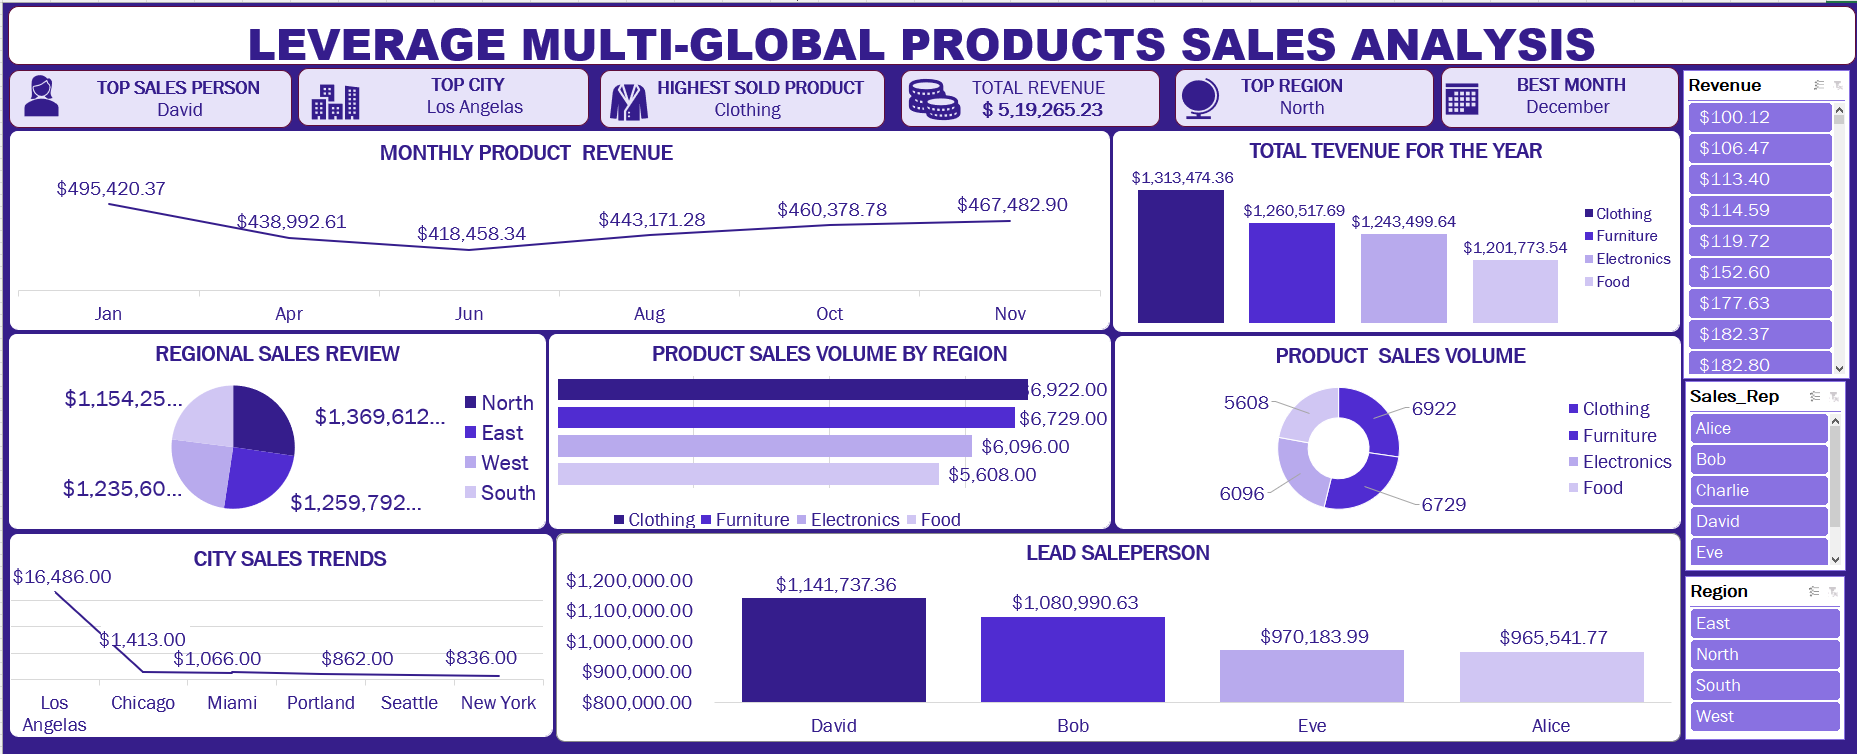 LEVERAGE MULTI-GLOBAL PRODUCTS SALES ANALYSIS
TOP SALES PERSON
David
TOP CITY
Los Angelas
HIGHEST SOLD PRODUCT
Clothing
TOTAL REVENUE
$ 5,19,265.23
TOP REGION
North
BEST MONTH
December
MONTHLY PRODUCT  REVENUE
$495,420.37
$438,992.61
$418,458.34
$443,171.28
$460,378.78
$467,482.90
Jan
Apr
Jun
Aug
Oct
Nov
TOTAL TEVENUE FOR THE YEAR
$1,313,474.36
$1,260,517.69
$1,243,499.64
$1,201,773.54
Clothing
Furniture
Electronics
Food
Revenue
$100.12
$106.47
$113.40
$114.59
$119.72
$152.60
$177.63
$182.37
$182.80
REGIONAL SALES REVIEW
$1,154,25...
$1,369,612...
$1,235,60...
$1,259,792...
North
East
West
South
PRODUCT SALES VOLUME BY REGION
6,922.00
$6,729.00
$6,096.00
$5,608.00
Clothing Furniture Electronics Food
PRODUCT  SALES VOLUME
5608
6922
6096
6729
Clothing
Furniture
Electronics
Food
Sales_Rep
Alice
Bob
Charlie
David
Eve
CITY SALES TRENDS
$16,486.00
$1,413.00
$1,066.00
$862.00
$836.00
Los Angelas
Chicago
Miami
Portland
Seattle
New York
LEAD SALEPERSON
$1,200,000.00
$1,100,000.00
$1,000,000.00
$900,000.00
$800,000.00
$1,141,737.36
$1,080,990.63
$970,183.99
$965,541.77
David
Bob
Eve
Alice
Region
East
North
South
West